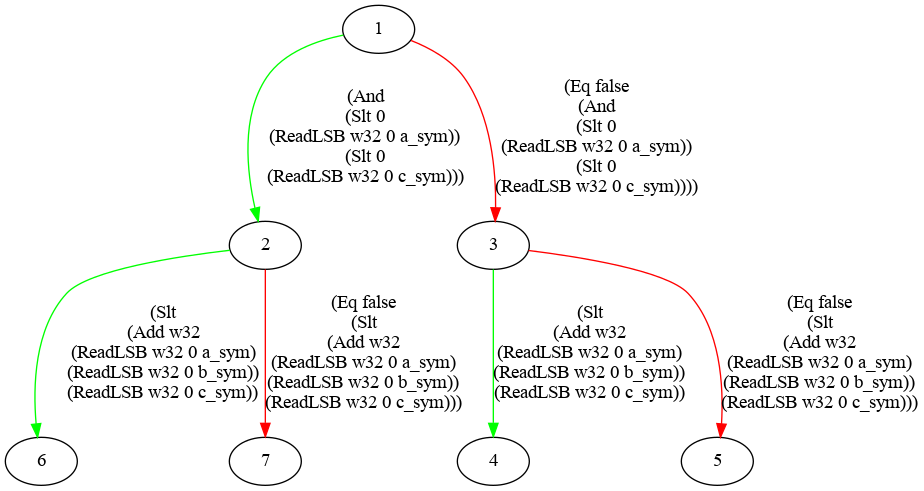 1
(And
(Slt 0
(ReadLSB w32 0 a_sym))
(Slt 0
(ReadLSB w32 0 c_sym)))
(Eq false
(And
(Slt 0
(ReadLSB w32 0 a_sym))
(Slt 0
(ReadLSB w32 0 c_sym))))
2
3
(Slt
(Add w32
(ReadLSB w32 0 a_sym)
(ReadLSB w32 0 b_sym))
(ReadLSB w32 0 c_sym))
(Eq false
(Slt
(Add w32
(ReadLSB w32 0 a_sym)
(ReadLSB w32 0 b_sym))
(ReadLSB w32 0 c_sym)))
(Slt
(Add w32
(ReadLSB w32 0 a_sym)
(ReadLSB w32 0 b_sym))
(ReadLSB w32 0 c_sym))
(Eq false
(Slt
(Add w32
(ReadLSB w32 0 a_sym)
(ReadLSB w32 0 b_sym))
(ReadLSB w32 0 c_sym)))
6
7
4
5